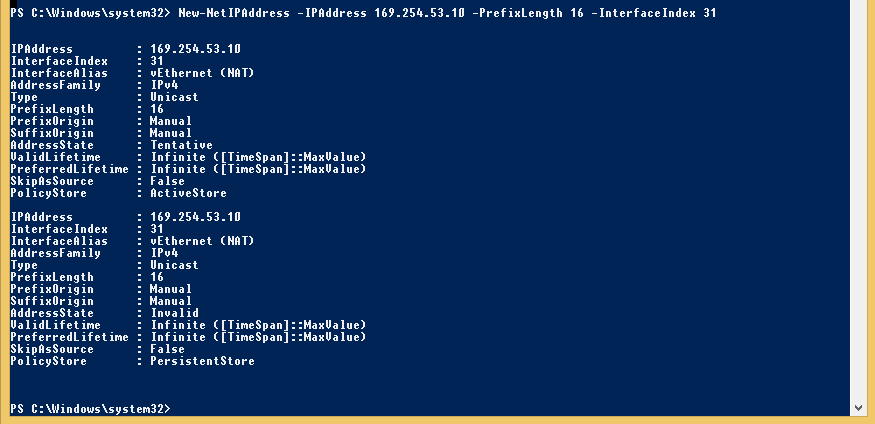 PS C:\Windows\system32> New-NetIPAddress -IPAddress 169.254.53.10 -PrefixLength 16 -InterfaceIndex 31
IPAddress         : 169.254.53.10
InterfaceIndex    : 31
InterfaceAlias    : vEthernet (NAT)
AddressFamily     : IPv4
Type              : Unicast
PrefixLength      : 16
PrefixOrigin      : Manual
SuffixOrigin      : Manual
AddressState      : Tentative
ValidLifetime     : Infinite ([TimeSpan]::MaxValue)
PreferredLifetime : Infinite ([TimeSpan]::MaxValue)
SkipAsSource      : False
PolicyStore       : ActiveStore
IPAddress         : 169.254.53.10
InterfaceIndex    : 31
InterfaceAlias    : vEthernet (NAT)
AddressFamily     : IPv4
Type              : Unicast
PrefixLength      : 16
PrefixOrigin      : Manual
SuffixOrigin      : Manual
AddressState      : Invalid
ValidLifetime     : Infinite ([TimeSpan]::MaxValue)
PreferredLifetime : Infinite ([TimeSpan]::MaxValue)
SkipAsSource      : False
PolicyStore       : PersistentStore
PS C:\Windows\system32>